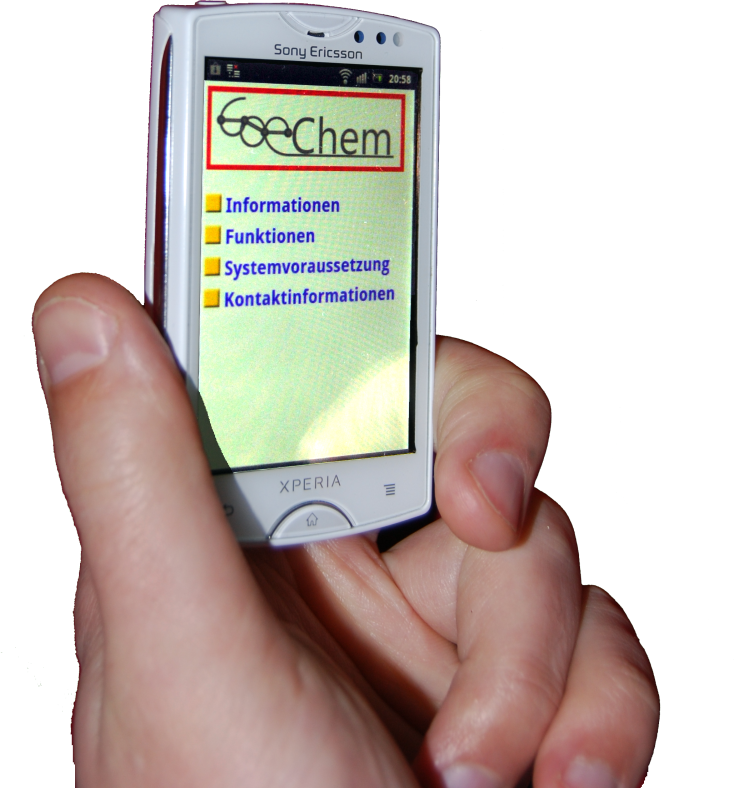 Sony Ericsson
20:58
GoeChem
Informationen
Funktionen
Systemvoraussetzung
Kontaktinformationen
XPERIA